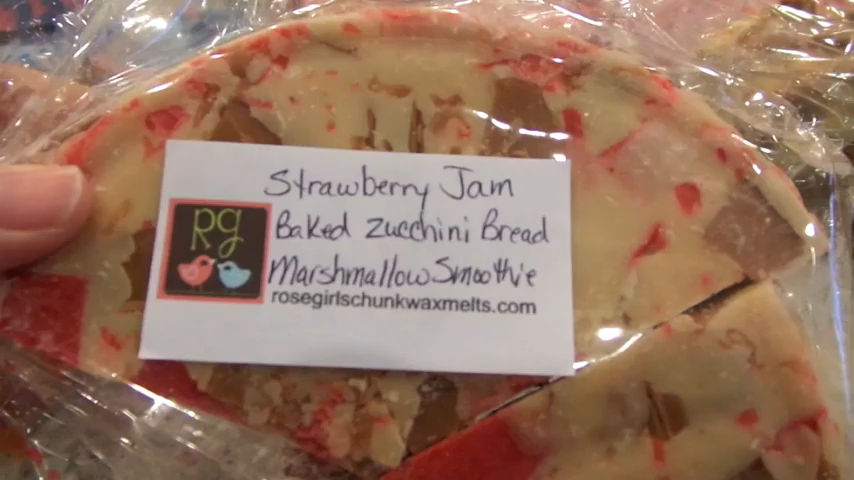 Strawberry Jam
rg
Baked Zucchini Bread
Marshmallow Smoothie
rosegirlschunkwaxmelts.com